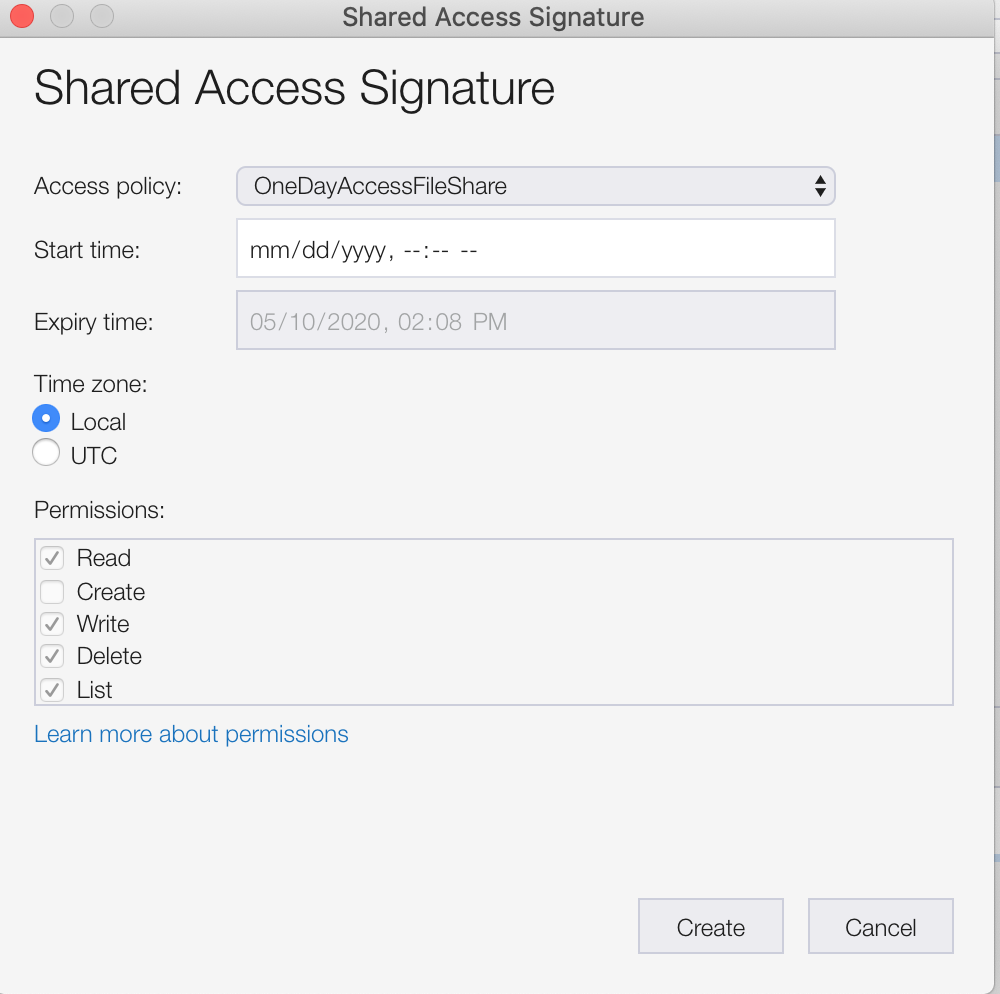 Shared Access Signature
Shared Access Signature
Access policy: OneDayAccessFileShare
Start time: mm/dd/yyyy, --:-- --
Expiry time: 05/10/2020, 02:08 PM
Time zone:
Local
UTC
Permissions:
Read
Create
Write
Delete
List
Learn more about permissions
Create Cancel